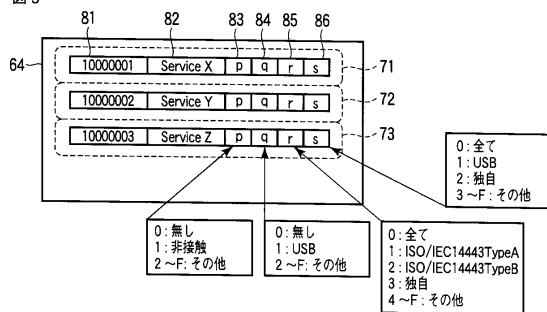 81 82 83 84 85 86
64
10000001 Service X p q r s 71
10000002 Service Y p q r s 72
10000003 Service Z p q r s 73
0:全て
1:USB
2:独自
3~F:その他
0:無し
1:非接触
2~F:その他
0:無し
1:USB
2~F:その他
0:全て
1:ISO/IEC14443TypeA
2:ISO/IEC14443TypeB
3:独自
4~F:その他